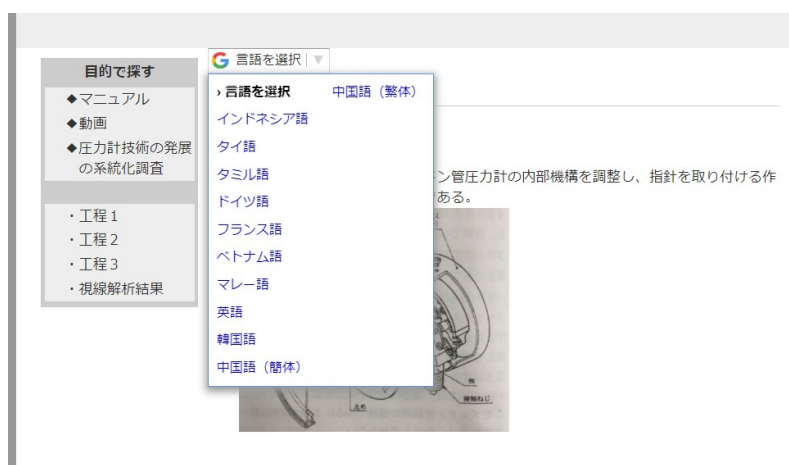 目的で探す
◆マニュアル
◆動画
◆圧力計技術の発展
の系統化調査
・工程1
・工程2
・工程3
・視線解析結果
G 言語を選択 ▼
› 言語を選択 中国語（繁体）
インドネシア語
タイ語
タミル語
ドイツ語
フランス語
ベトナム語
マレー語
英語
韓国語
中国語（簡体）
ン管圧力計の内部機構を調整し、指針を取り付ける作
ある。
株
接続ねじ